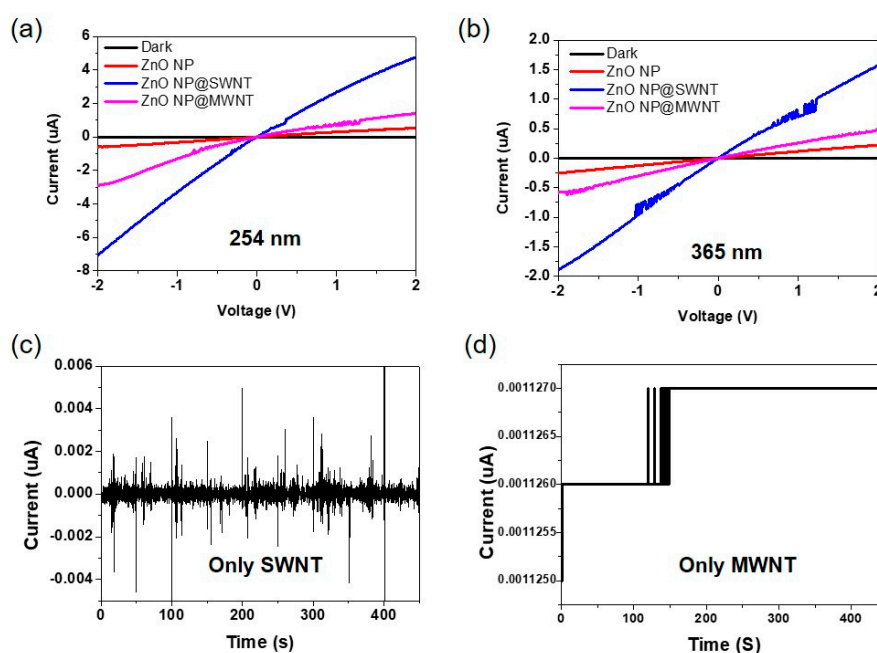 (a)
Dark
ZnO NP
ZnO NP@SWNT
ZnO NP@MWNT
6
4
2
0
-2
-4
-6
-8
Current (uA)
254 nm
-2
-1
0
1
2
Voltage (V)
(b)
Dark
ZnO NP
ZnO NP@SWNT
ZnO NP@MWNT
2.0
1.5
1.0
0.5
0.0
-0.5
-1.0
-1.5
-2.0
Current (uA)
365 nm
-2
-1
0
1
2
Voltage (V)
(c)
0.006
0.004
0.002
0.000
-0.002
-0.004
Current (uA)
Only SWNT
0
100
200
300
400
Time (s)
(d)
0.0011270
0.0011265
0.0011260
0.0011255
0.0011250
Current (uA)
Only MWNT
0
100
200
300
400
Time (S)